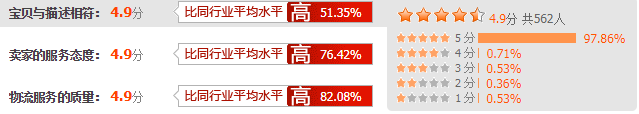 宝贝与描述相符： 4.9分 比同行业平均水平 高 51.35%
卖家的服务态度： 4.9分 比同行业平均水平 高 76.42%
物流服务的质量： 4.9分 比同行业平均水平 高 82.08%
4.9分 共562人
5分 97.86%
4分 0.71%
3分 0.53%
2分 0.36%
1分 0.53%